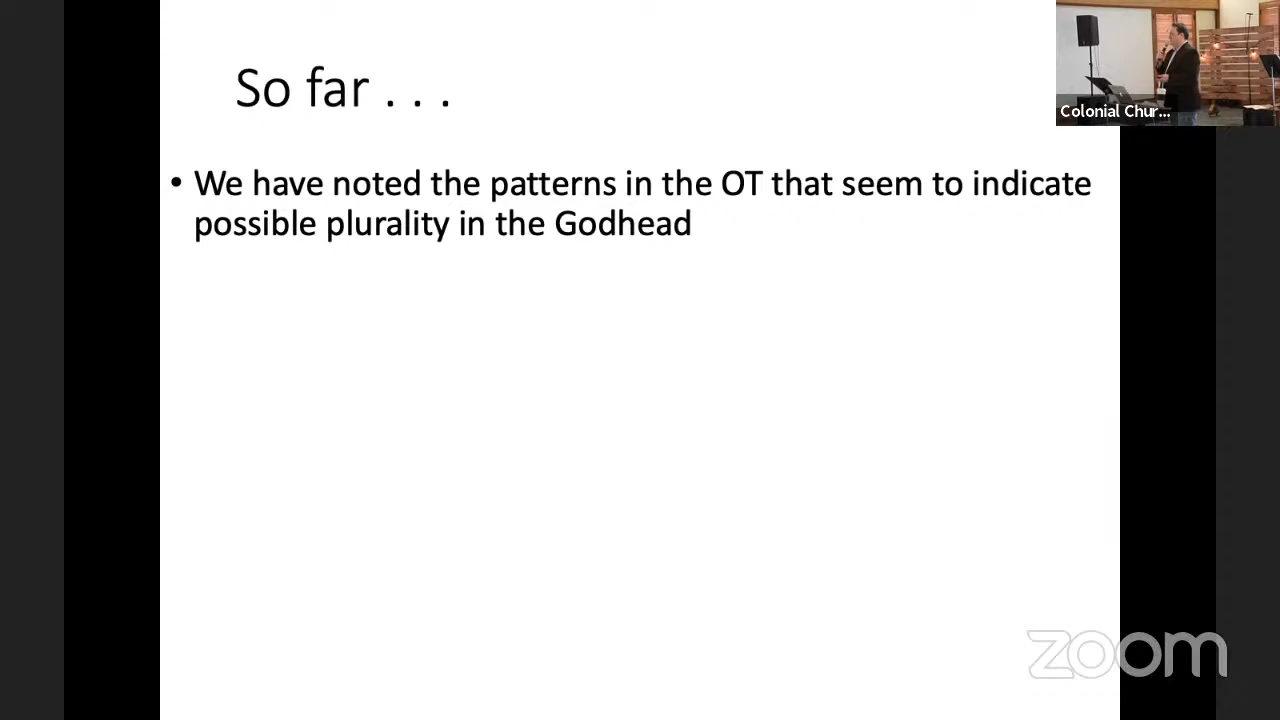 So far . . .
Colonial Chur...
• We have noted the patterns in the OT that seem to indicate
possible plurality in the Godhead
zoom